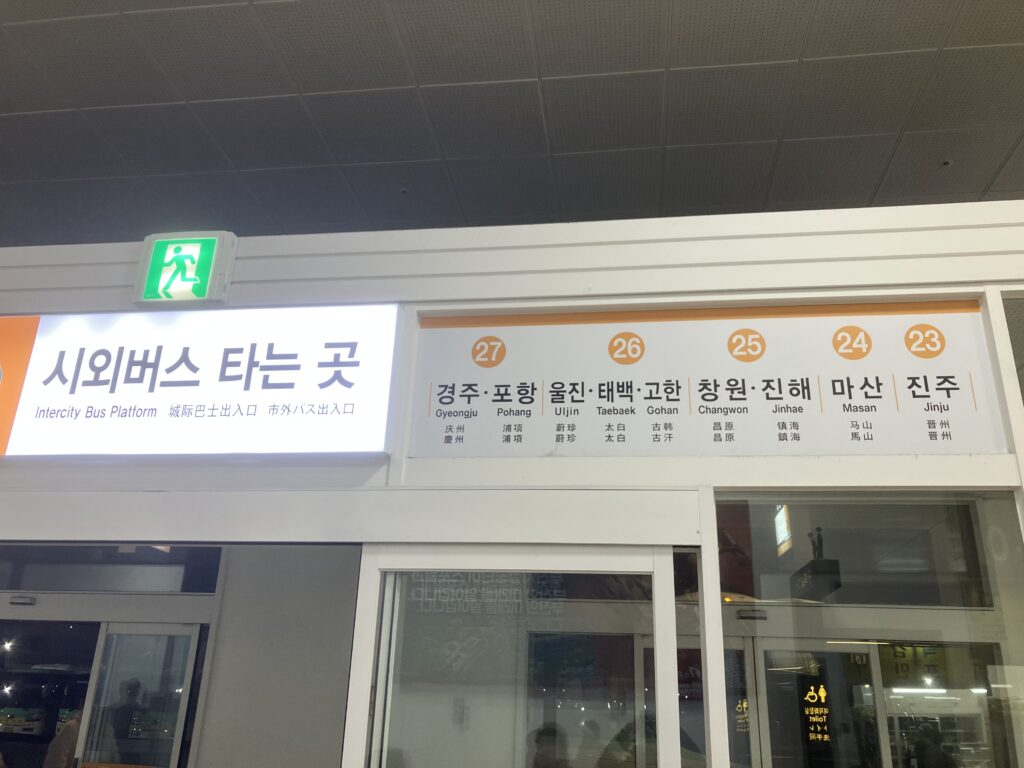 시외버스 타는 곳
Intercity Bus Platform 城际巴士出入口 市外バス出入口
27 26 25 24 23
경주·포항 울진·태백·고한 창원·진해 마산 진주
Gyeongju Pohang Uljin Taebaek Gohan Changwon Jinhae Masan Jinju
庆州 浦项 蔚珍 太白 古韩 昌原 镇海 马山 晋州
慶州 浦項 蔚珍 太白 古汗 昌原 鎮海 馬山 晋州
Toilet
トイレ